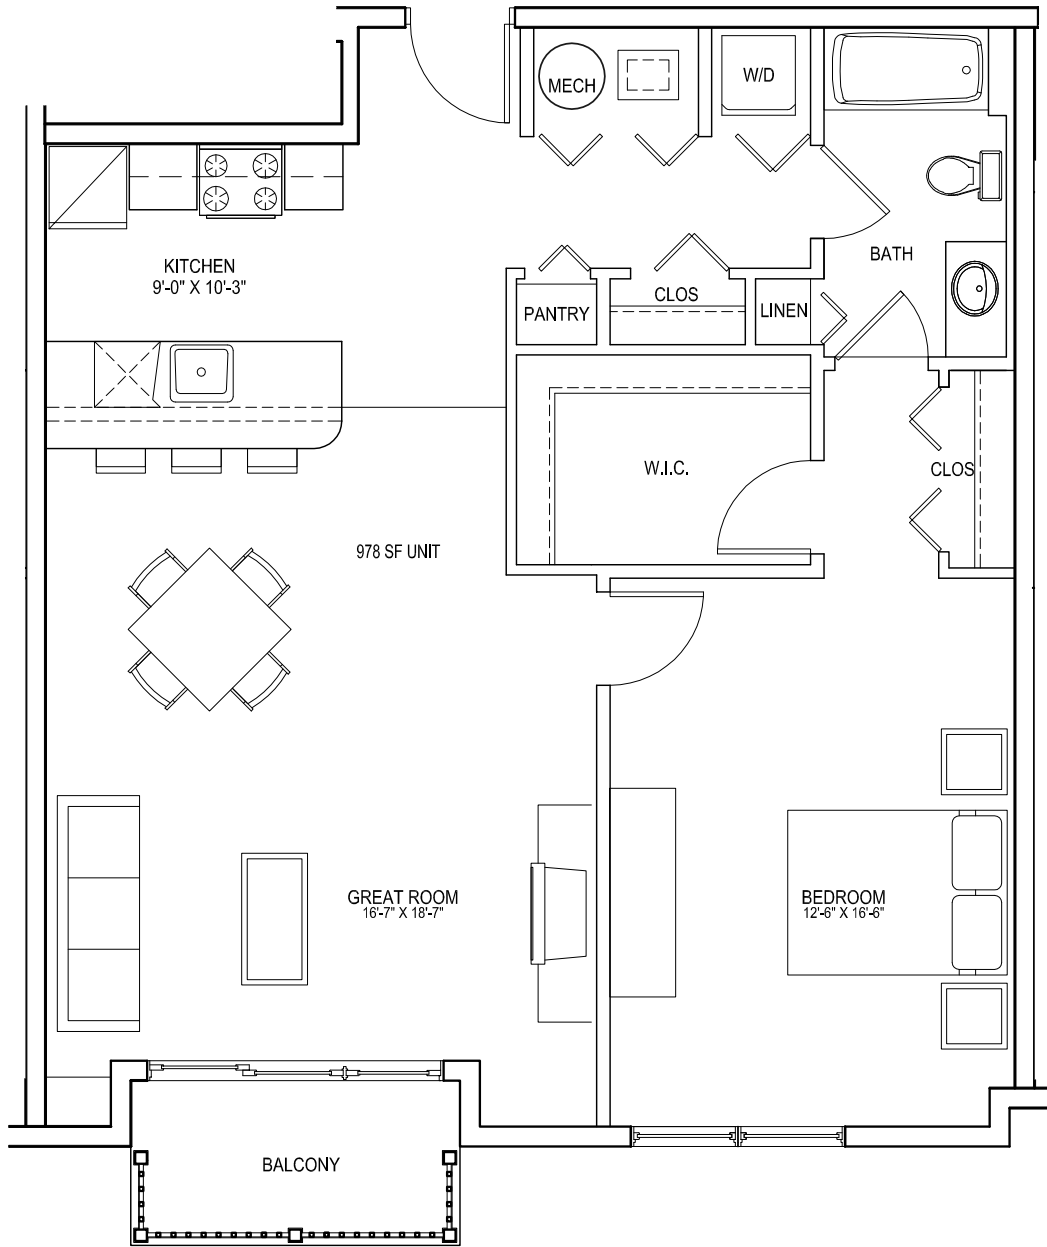 MECH
W/D
KITCHEN
9'-0" X 10'-3"
BATH
PANTRY
CLOS
LINEN
W.I.C.
CLOS
978 SF UNIT
GREAT ROOM
16'-7" X 18'-7"
BEDROOM
12'-6" X 16'-6"
BALCONY